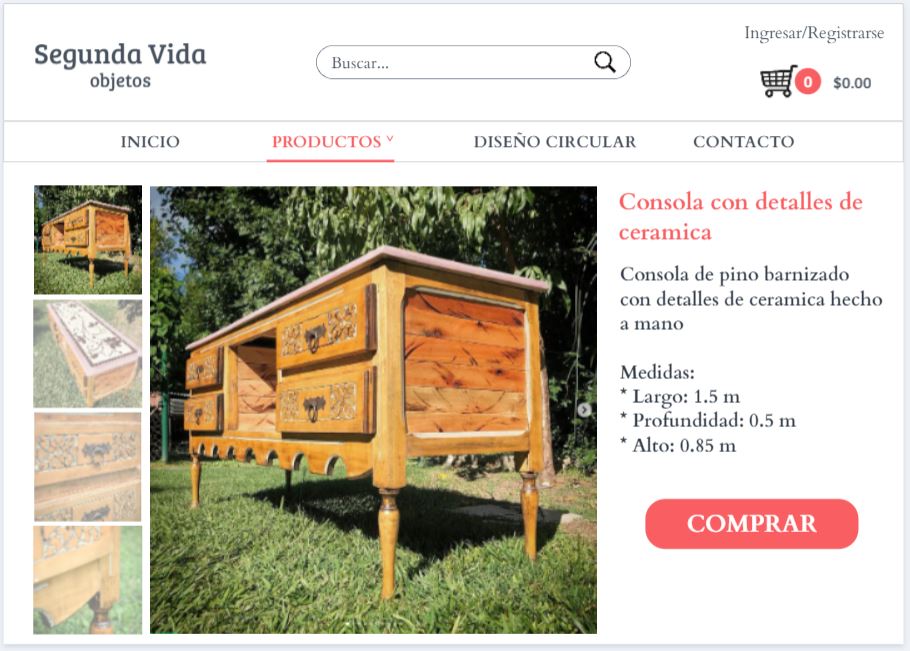 Segunda Vida
objetos
Buscar...
Ingresar/Registrarse
0 $0.00
INICIO PRODUCTOS ˅ DISEÑO CIRCULAR CONTACTO
Consola con detalles de
ceramica
Consola de pino barnizado
con detalles de ceramica hecho
a mano
Medidas:
* Largo: 1.5 m
* Profundidad: 0.5 m
* Alto: 0.85 m
COMPRAR